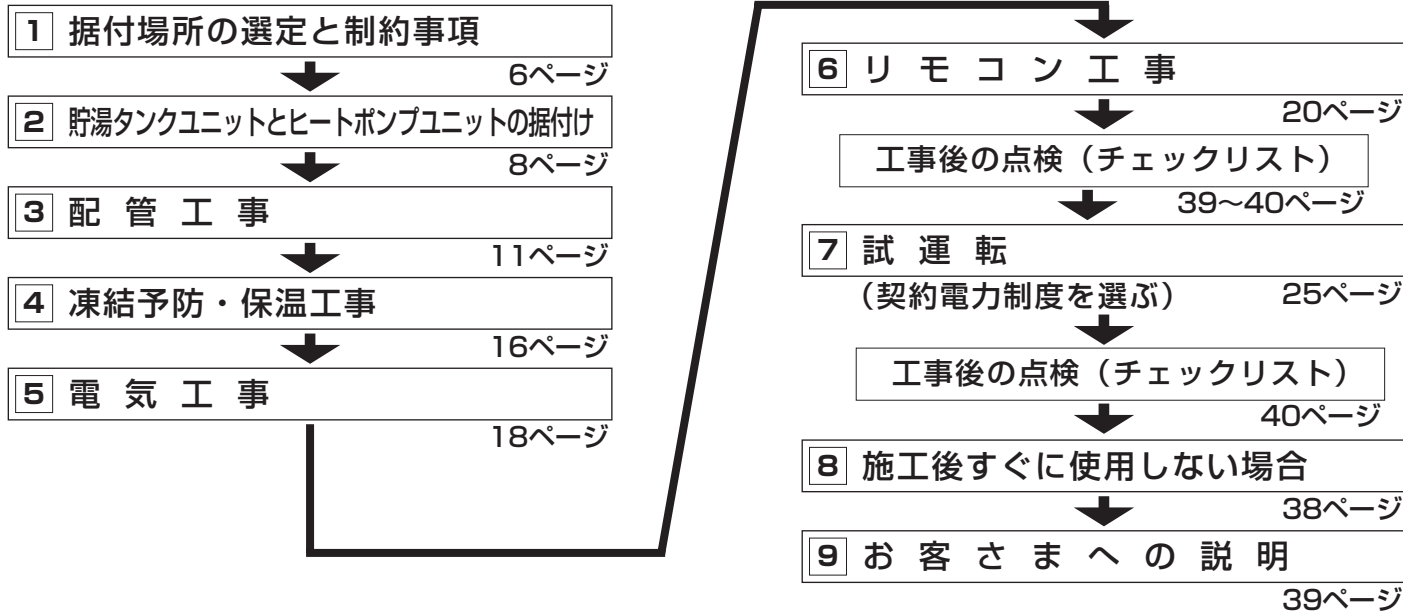 1 据付場所の選定と制約事項
6ページ
2 貯湯タンクユニットとヒートポンプユニットの据付け
8ページ
3 配管工事
11ページ
4 凍結予防・保温工事
16ページ
5 電気工事
18ページ
6 リモコン工事
20ページ
工事後の点検（チェックリスト）
39〜40ページ
7 試運転
（契約電力制度を選ぶ） 25ページ
工事後の点検（チェックリスト）
40ページ
8 施工後すぐに使用しない場合
38ページ
9 お客さまへの説明
39ページ